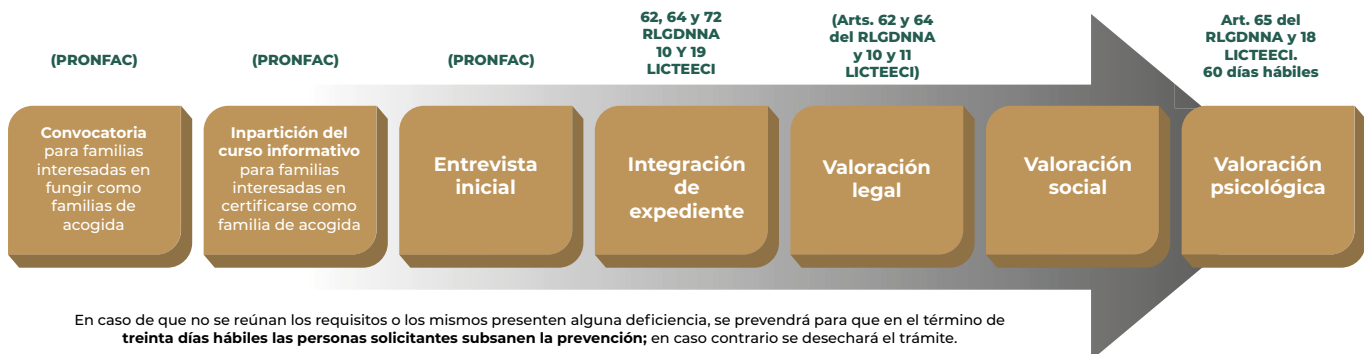 (PRONFAC)
(PRONFAC)
(PRONFAC)
62, 64 y 72
RLGDNNA
10 Y 19
LICTEECI
(Arts. 62 y 64
del RLGDNNA
y 10 y 11
LICTEECI)
Art. 65 del
RLGDNNA y 18
LICTEECI.
60 días hábiles
Convocatoria
para familias
interesadas en
fungir como
familias de
acogida
Inpartición del
curso informativo
para familias
interesadas en
certificarse como
familia de acogida
Entrevista
inicial
Integración
de
expediente
Valoración
legal
Valoración
social
Valoración
psicológica
En caso de que no se reúnan los requisitos o los mismos presenten alguna deficiencia, se prevendrá para que en el término de
treinta días hábiles las personas solicitantes subsanen la prevención; en caso contrario se desechará el trámite.